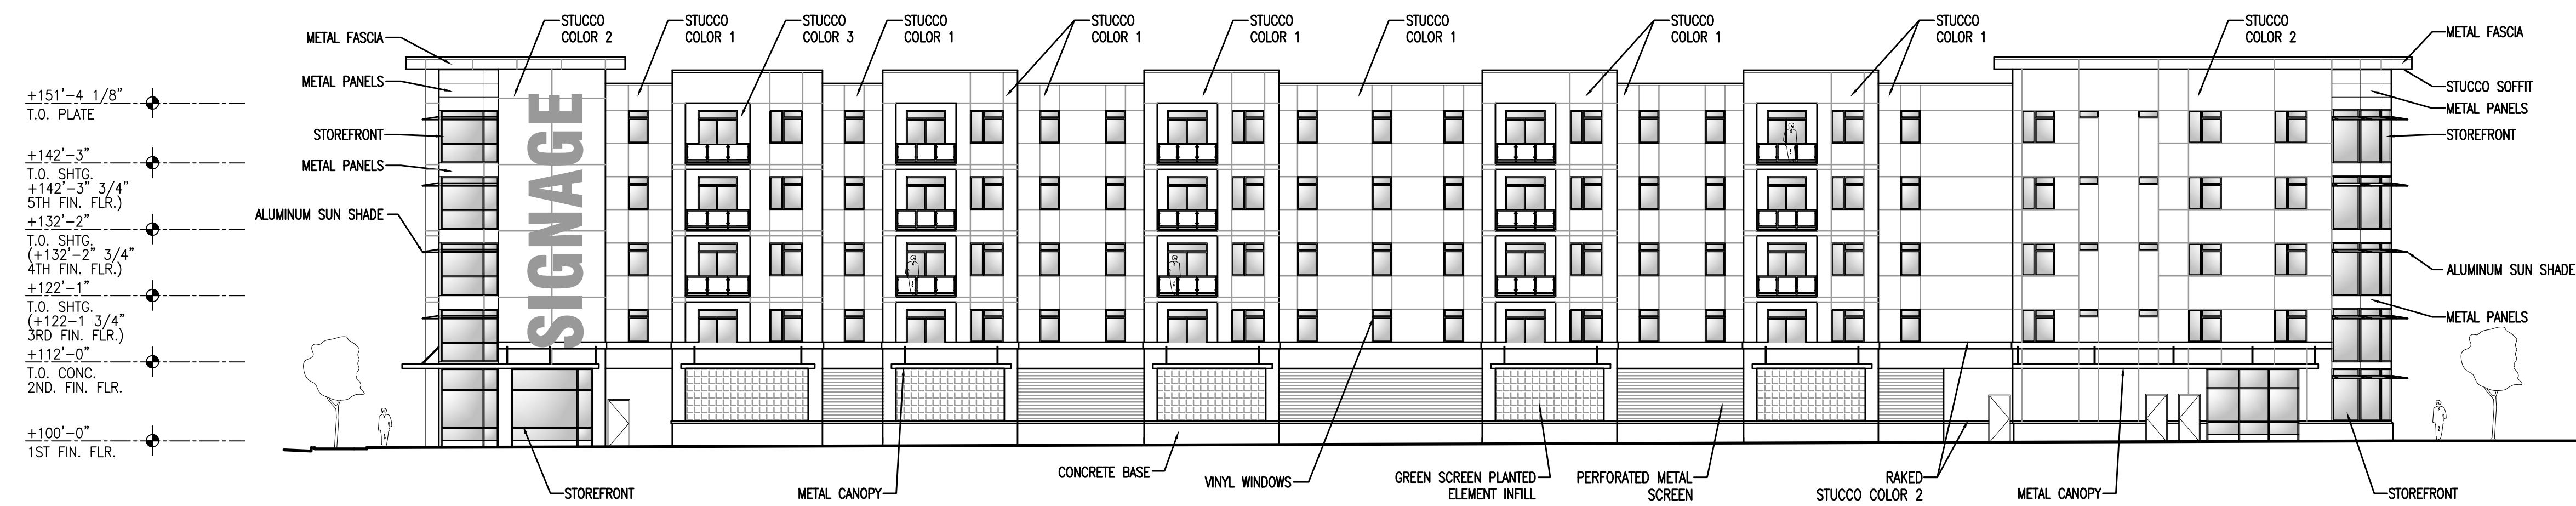 STUCCO
COLOR 2
STUCCO
COLOR 1
STUCCO
COLOR 3
STUCCO
COLOR 1
STUCCO
COLOR 1
STUCCO
COLOR 1
STUCCO
COLOR 1
STUCCO
COLOR 1
STUCCO
COLOR 1
STUCCO
COLOR 2
METAL FASCIA
METAL PANELS
STOREFRONT
METAL PANELS
ALUMINUM SUN SHADE
+151'-4 1/8"
T.O. PLATE
+142'-3"
T.O. SHTG.
+142'-3" 3/4"
5TH FIN. FLR.)
+132'-2"
T.O. SHTG.
(+132'-2" 3/4"
4TH FIN. FLR.)
+122'-1"
T.O. SHTG.
(+122-1 3/4"
3RD FIN. FLR.)
+112'-0"
T.O. CONC.
2ND. FIN. FLR.
+100'-0"
1ST FIN. FLR.
SIGNAGE
METAL FASCIA
STUCCO SOFFIT
METAL PANELS
STOREFRONT
ALUMINUM SUN SHADE
METAL PANELS
STOREFRONT
METAL CANOPY
CONCRETE BASE
VINYL WINDOWS
GREEN SCREEN PLANTED
ELEMENT INFILL
PERFORATED METAL
SCREEN
RAKED
STUCCO COLOR 2
METAL CANOPY
STOREFRONT